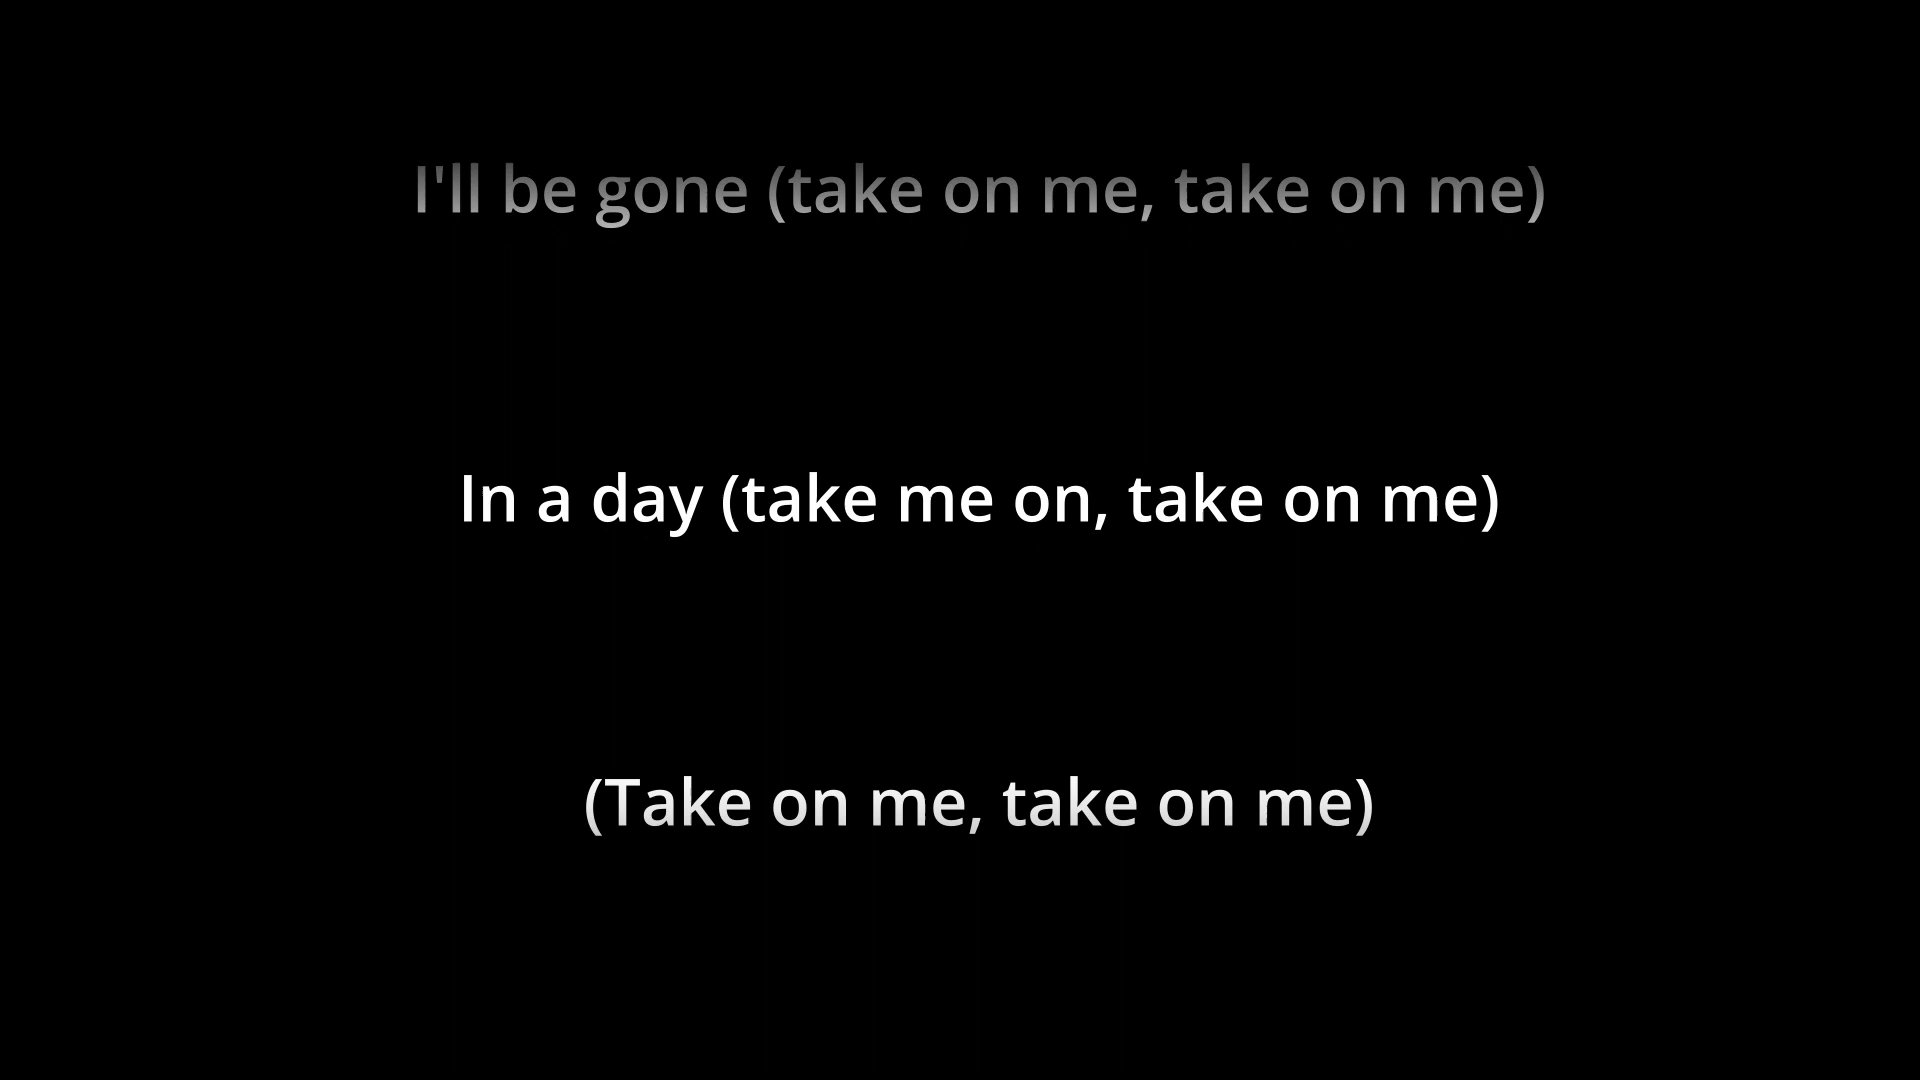 I'll be gone (take on me, take on me)
In a day (take me on, take on me)
(Take on me, take on me)